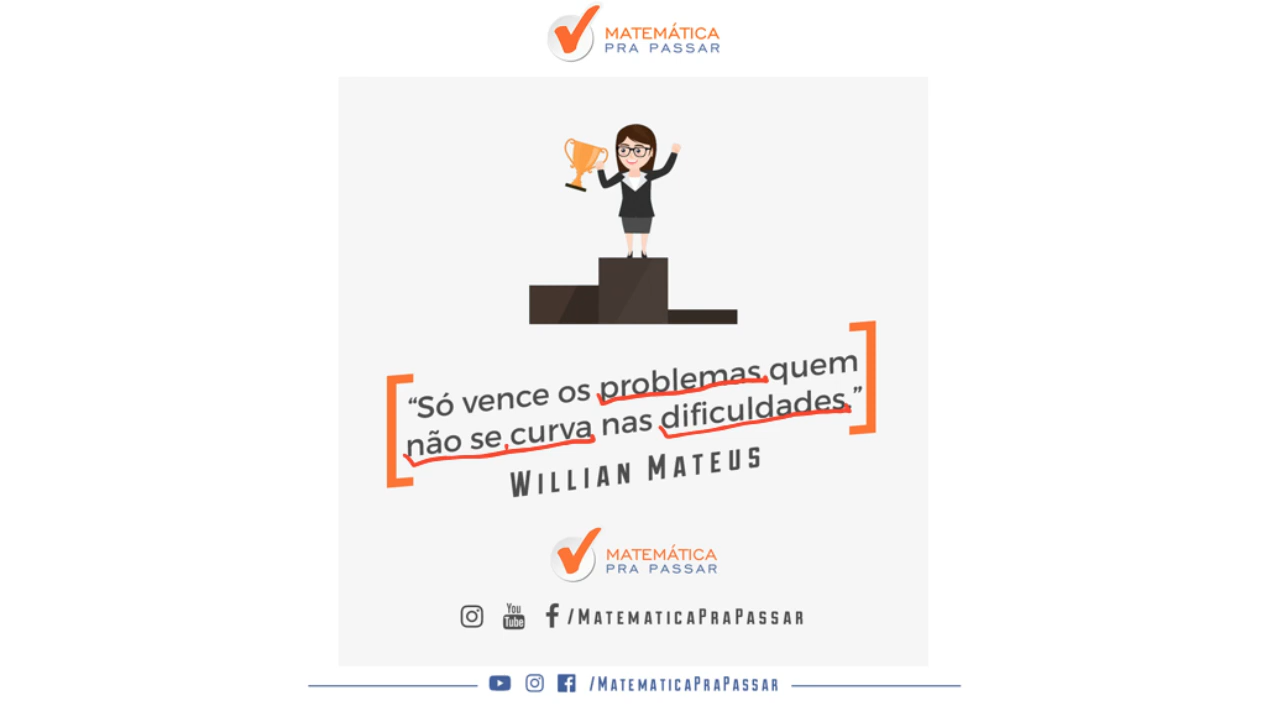 MATEMÁTICA
PRA PASSAR
“Só vence os problemas quem
não se curva nas dificuldades.”
WILLIAN MATEUS
MATEMÁTICA
PRA PASSAR
You Tube f /MATEMATICAPRAPASSAR
/MATEMATICAPRAPASSAR